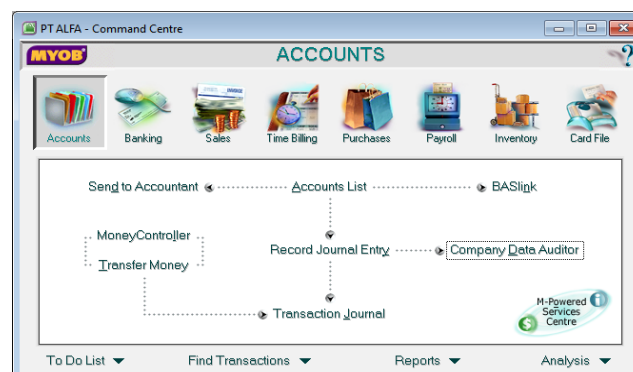 PT ALFA - Command Centre
MYOB
ACCOUNTS
?
Accounts Banking Sales Time Billing Purchases Payroll Inventory Card File
Send to Accountant Accounts List BASlink
MoneyController
Record Journal Entry Company Data Auditor
Transfer Money
M-Powered
Services
Centre
Transaction Journal
To Do List Find Transactions Reports Analysis